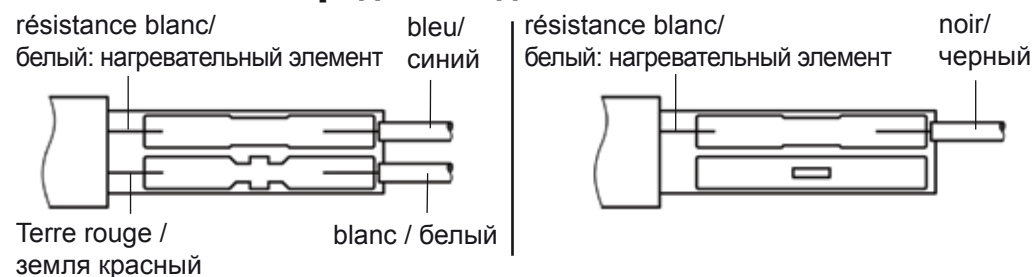 résistance blanc/
белый: нагревательный элемент
bleu/
синий
Terre rouge /
земля красный
blanc / белый
résistance blanc/
белый: нагревательный элемент
noir/
черный